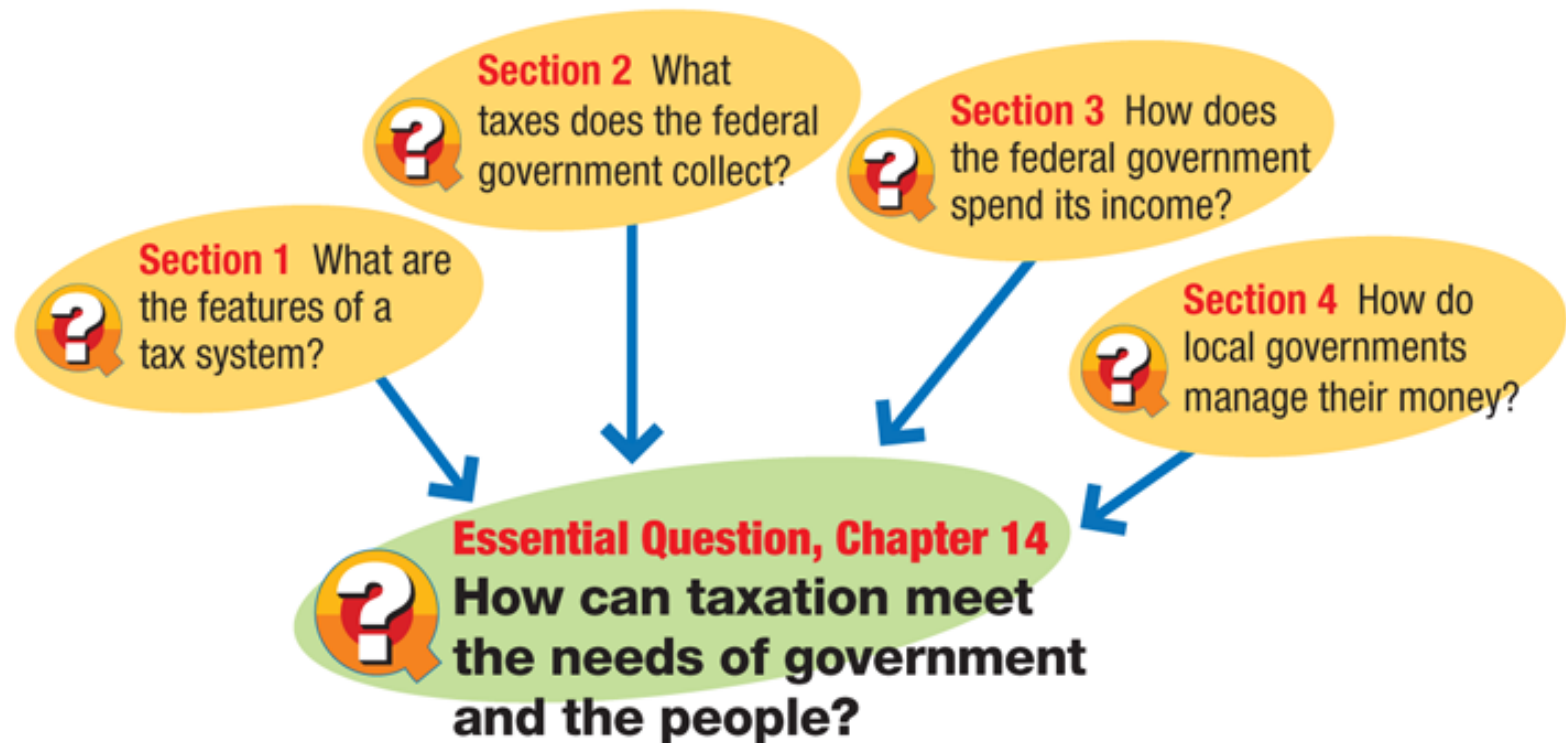 Section 1 What are
the features of a
tax system?
Section 2 What
taxes does the federal
government collect?
Section 3 How does
the federal government
spend its income?
Section 4 How do
local governments
manage their money?
Essential Question, Chapter 14
How can taxation meet
the needs of government
and the people?